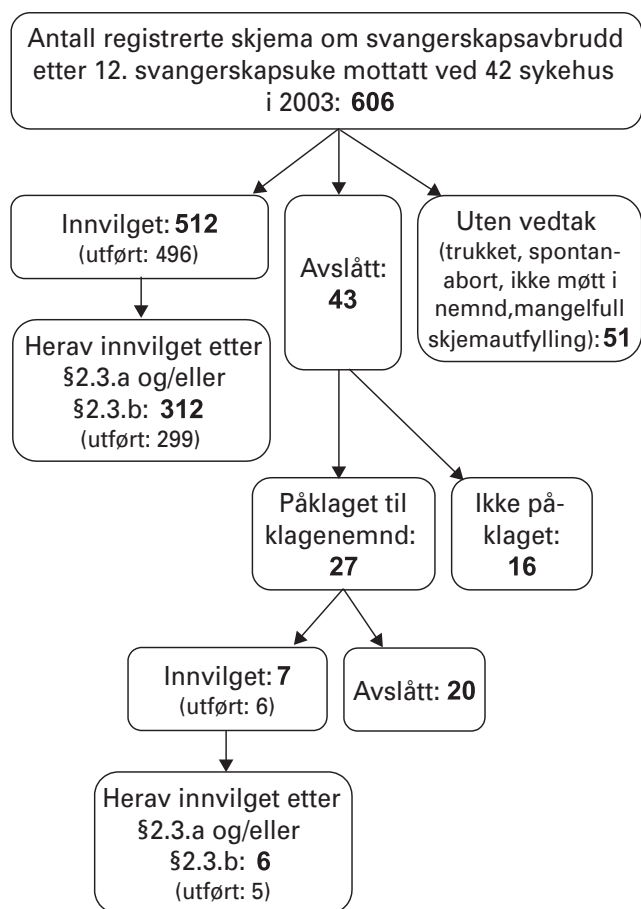 Antall registrerte skjema om svangerskapsavbrudd
etter 12. svangerskapsuke mottatt ved 42 sykehus
i 2003: 606
Innvilget: 512
(utført: 496)
Avslått:
43
Uten vedtak
(trukket, spontan-
abort, ikke møtt i
nemnd,mangelfull
skjemautfylling): 51
Herav innvilget etter
§2.3.a og/eller
§2.3.b: 312
(utført: 299)
Påklaget til
klagenemnd:
27
Ikke på-
klaget:
16
Innvilget: 7
(utført: 6)
Avslått: 20
Herav innvilget etter
§2.3.a og/eller
§2.3.b: 6
(utført: 5)